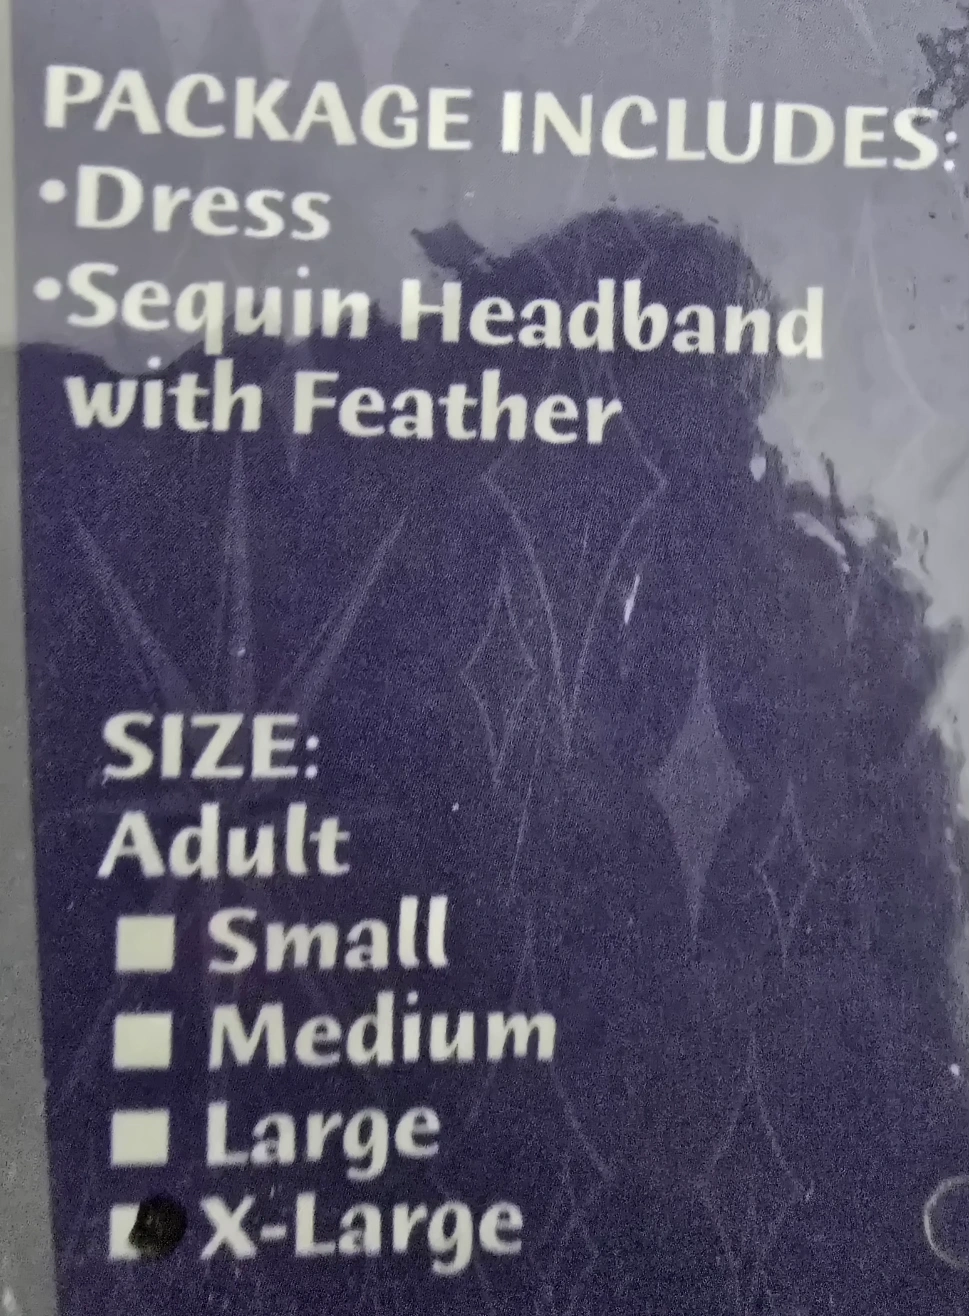 PACKAGE INCLUDES:
•Dress
•Sequin Headband
with Feather
SIZE:
Adult
Small
Medium
Large
X-Large